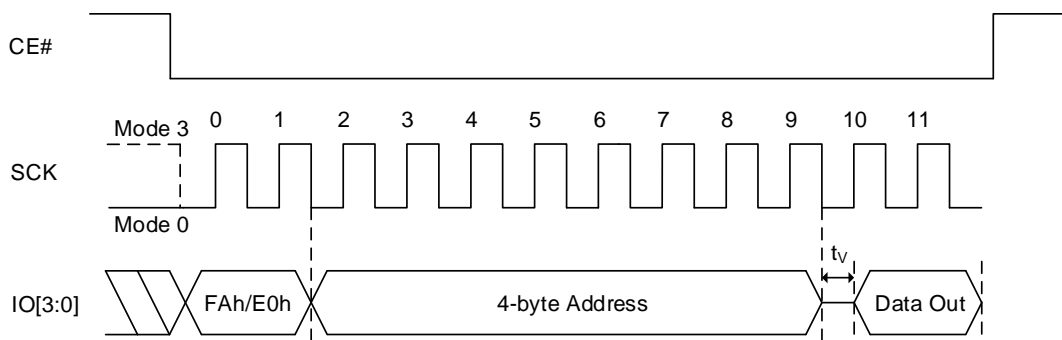 CE#
Mode 3
0 1 2 3 4 5 6 7 8 9 10 11
SCK
Mode 0
tV
IO[3:0]
FAh/E0h
4-byte Address
Data Out